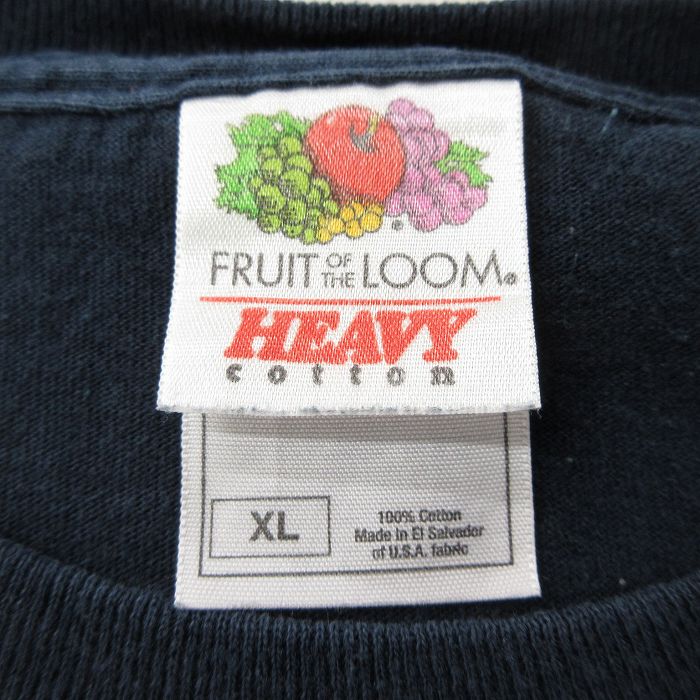 FRUIT OF THE LOOM®
HEAVY
cotton
XL
100% Cotton
Made in El Salvador
of U.S.A. fabric